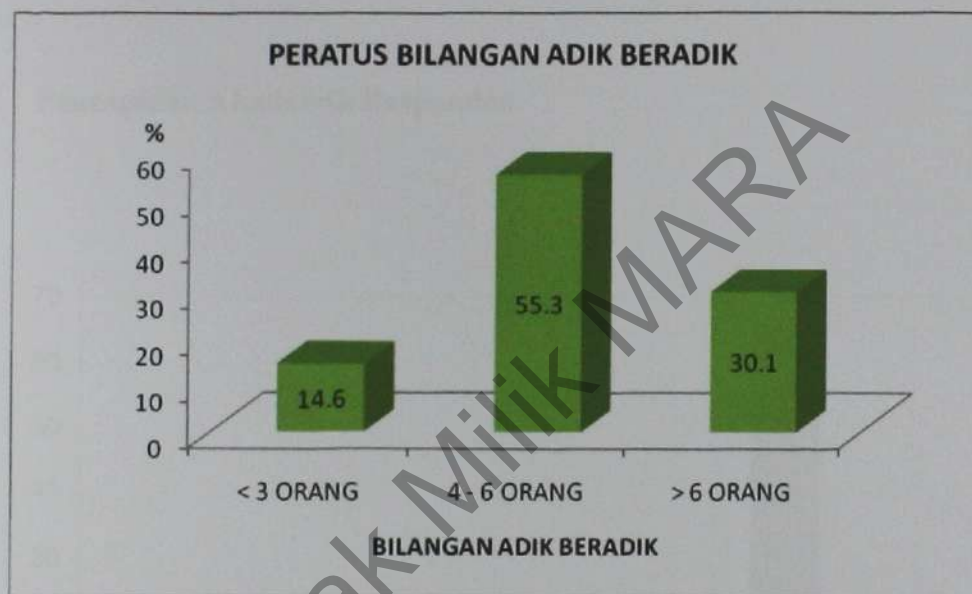 PERATUS BILANGAN ADIK BERADIK
%
60
50
40
30
20
10
0
14.6
55.3
30.1
< 3 ORANG 4 - 6 ORANG > 6 ORANG
BILANGAN ADIK BERADIK
Milik MARA